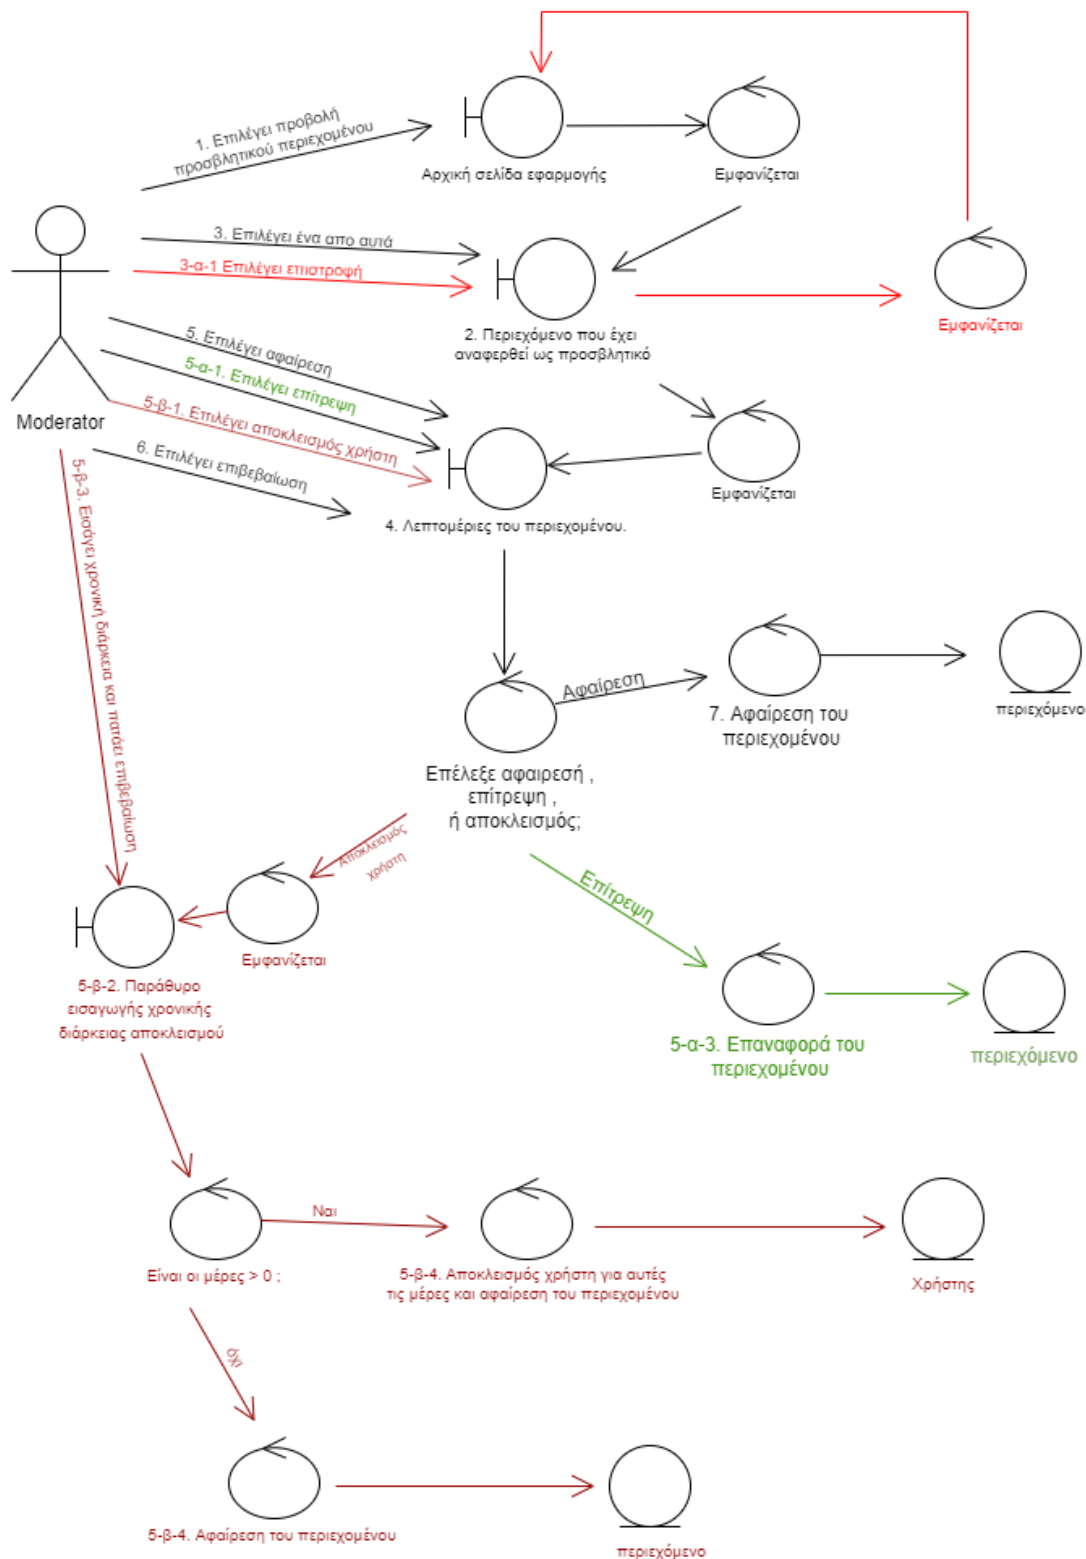 1. Επιλέγει προβολή
προσβλητικού περιεχομένου
Αρχική σελίδα εφαρμογής
Εμφανίζεται
3. Επιλέγει ένα απο αυτά
3-α-1 Επιλέγει επιστροφή
2. Περιεχόμενο που έχει
αναφερθεί ως προσβλητικό
Εμφανίζεται
Moderator
5. Επιλέγει αφαίρεση
5-α-1. Επιλέγει επίτρεψη
5-β-1. Επιλέγει αποκλεισμός χρήστη
6. Επιλέγει επιβεβαίωση
Εμφανίζεται
4. Λεπτομέριες του περιεχομένου.
5-β-3. Εισάγει χρονική διάρκεια και πατάει επιβεβαίωση
Αφαίρεση
7. Αφαίρεση του
περιεχομένου
περιεχόμενο
Επέλεξε αφαιρεσή ,
επίτρεψη ,
ή αποκλεισμός;
Αποκλεισμός
χρήστη
Επίτρεψη
Εμφανίζεται
5-β-2. Παράθυρο
εισαγωγής χρονικής
διάρκειας αποκλεισμού
5-α-3. Επαναφορά του
περιεχομένου
περιεχόμενο
Ναι
Είναι οι μέρες > 0 ;
5-β-4. Αποκλεισμός χρήστη για αυτές
τις μέρες και αφαίρεση του περιεχομένου
Χρήστης
όχι
5-β-4. Αφαίρεση του περιεχομένου
περιεχόμενο